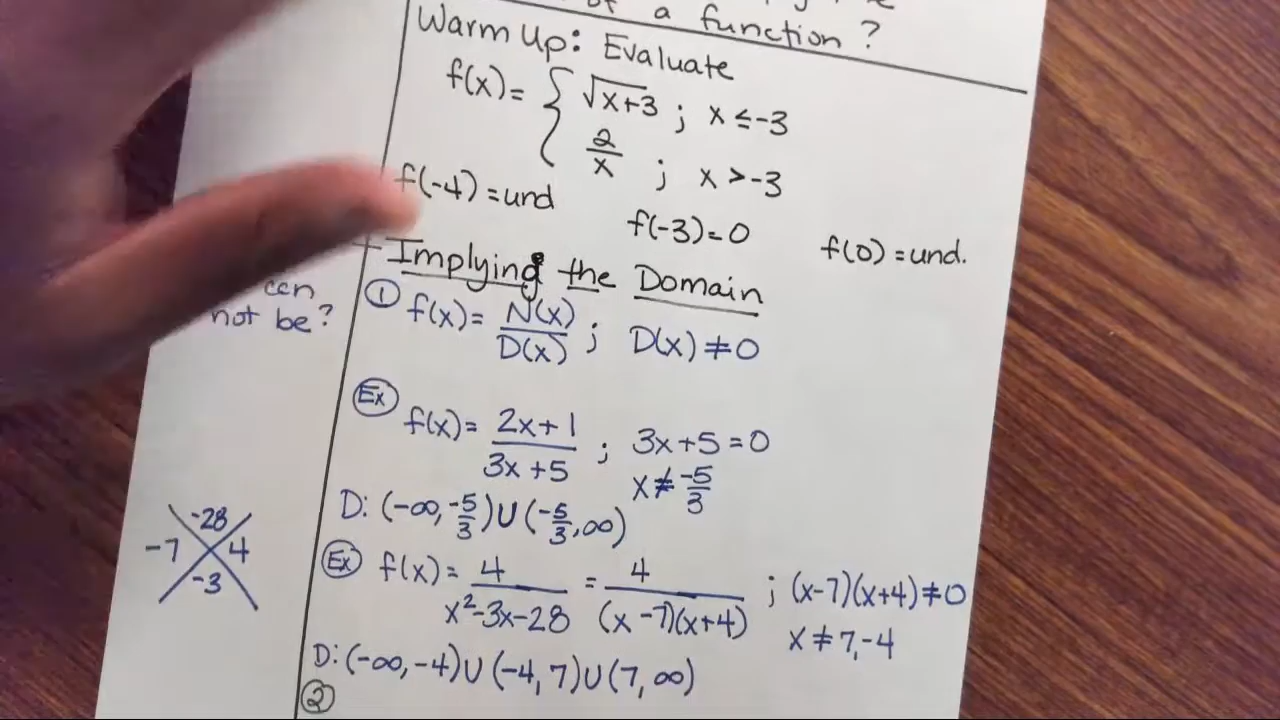 of a function?
Warm Up: Evaluate
f(x) = { √x+3 ; x ≤ -3
2/x ; x > -3
f(-4) = und f(-3) = 0 f(0) = und.
Implying the Domain
not be?
① f(x) = N(x)/D(x) ; D(x) ≠ 0
Ex f(x) = 2x+1/3x+5 ; 3x+5 = 0
x ≠ -5/3
D: (-∞, -5/3) U (-5/3, ∞)
-28
-7 4
-3
Ex f(x) = 4/x²-3x-28 = 4/(x-7)(x+4) ; (x-7)(x+4) ≠ 0
x ≠ 7, -4
D: (-∞, -4) U (-4, 7) U (7, ∞)
②